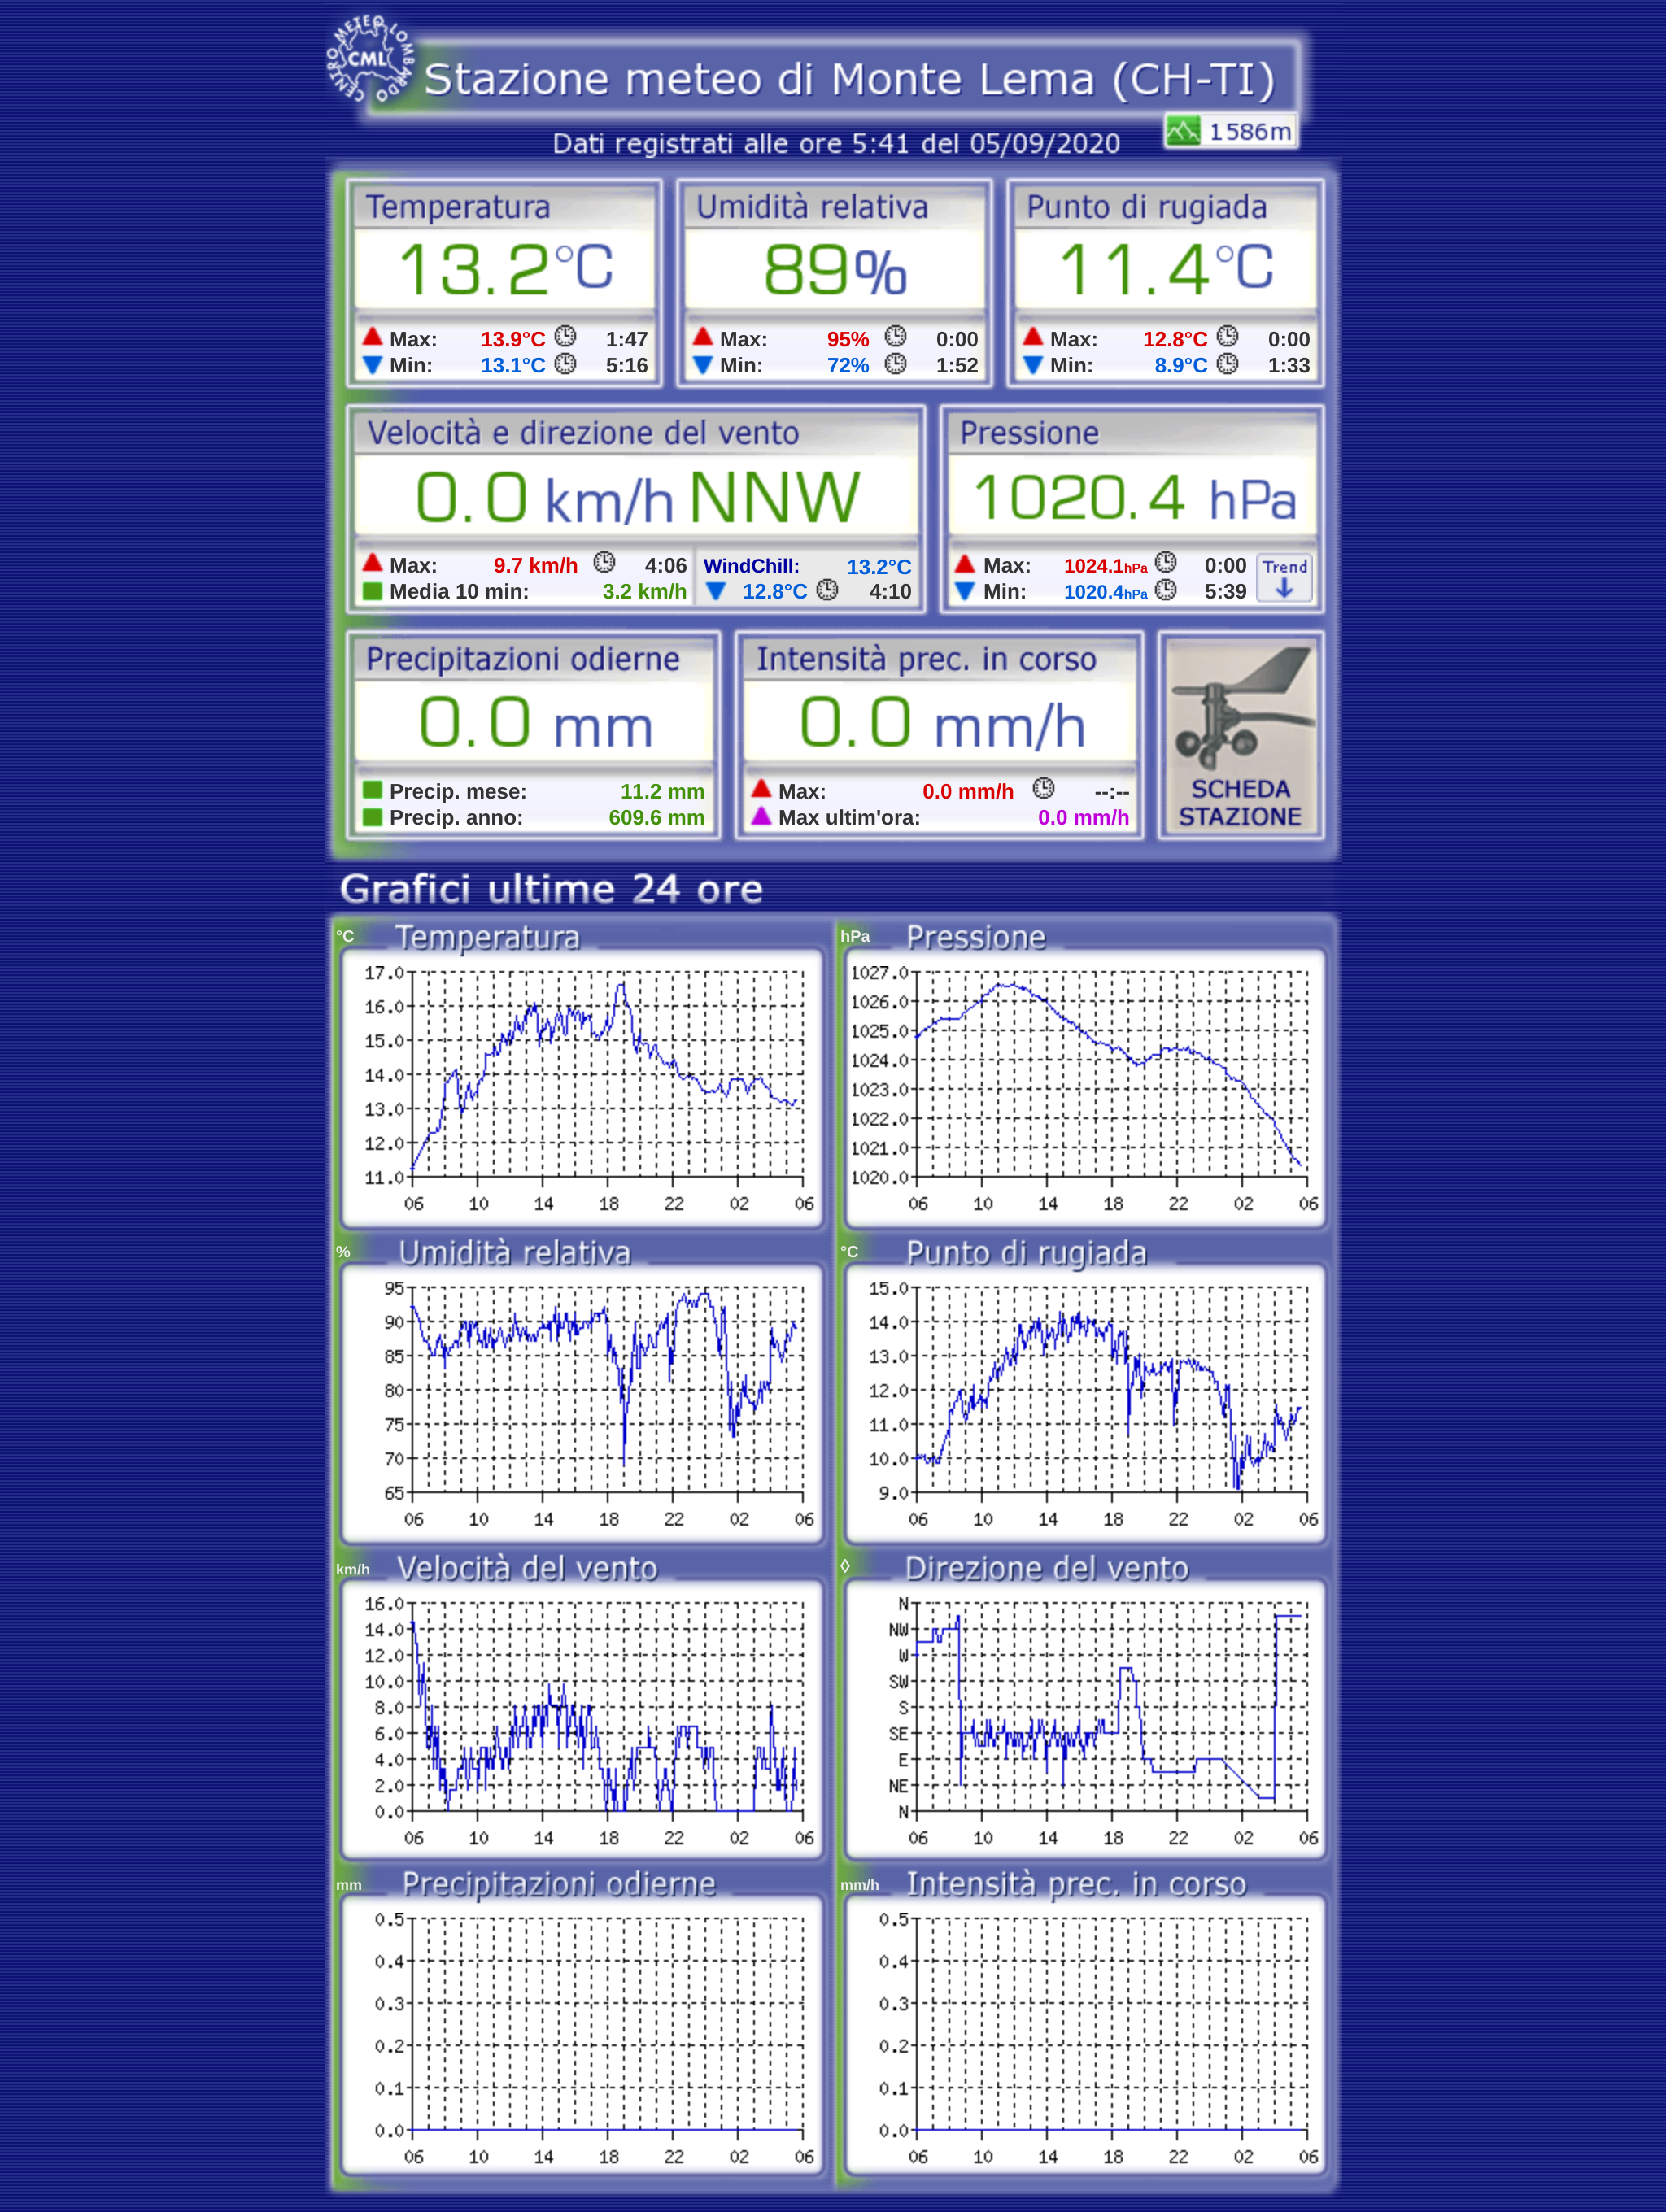 CENTRO METEO LOMBARDO
CML
Stazione meteo di Monte Lema (CH-TI)
Dati registrati alle ore 5:41 del 05/09/2020
1586m
Temperatura Umidità relativa Punto di rugiada
13.2°C 89% 11.4°C
Max: 13.9°C 1:47 Max: 95% 0:00 Max: 12.8°C 0:00
Min: 13.1°C 5:16 Min: 72% 1:52 Min: 8.9°C 1:33
Velocità e direzione del vento Pressione
0.0 km/h NNW 1020.4 hPa
Max: 9.7 km/h 4:06 WindChill: 13.2°C Max: 1024.1hPa 0:00 Trend
Media 10 min: 3.2 km/h 12.8°C 4:10 Min: 1020.4hPa 5:39
Precipitazioni odierne Intensità prec. in corso
0.0 mm 0.0 mm/h
Precip. mese: 11.2 mm Max: 0.0 mm/h --:-- SCHEDA
Precip. anno: 609.6 mm Max ultim'ora: 0.0 mm/h STAZIONE
Grafici ultime 24 ore
°C Temperatura
17.0
16.0
15.0
14.0
13.0
12.0
11.0
06 10 14 18 22 02 06
hPa Pressione
1027.0
1026.0
1025.0
1024.0
1023.0
1022.0
1021.0
1020.0
06 10 14 18 22 02 06
% Umidità relativa
95
90
85
80
75
70
65
06 10 14 18 22 02 06
°C Punto di rugiada
15.0
14.0
13.0
12.0
11.0
10.0
9.0
06 10 14 18 22 02 06
km/h Velocità del vento
16.0
14.0
12.0
10.0
8.0
6.0
4.0
2.0
0.0
06 10 14 18 22 02 06
◊ Direzione del vento
N
NW
W
SW
S
SE
E
NE
N
06 10 14 18 22 02 06
mm Precipitazioni odierne
0.5
0.4
0.3
0.2
0.1
0.0
06 10 14 18 22 02 06
mm/h Intensità prec. in corso
0.5
0.4
0.3
0.2
0.1
0.0
06 10 14 18 22 02 06